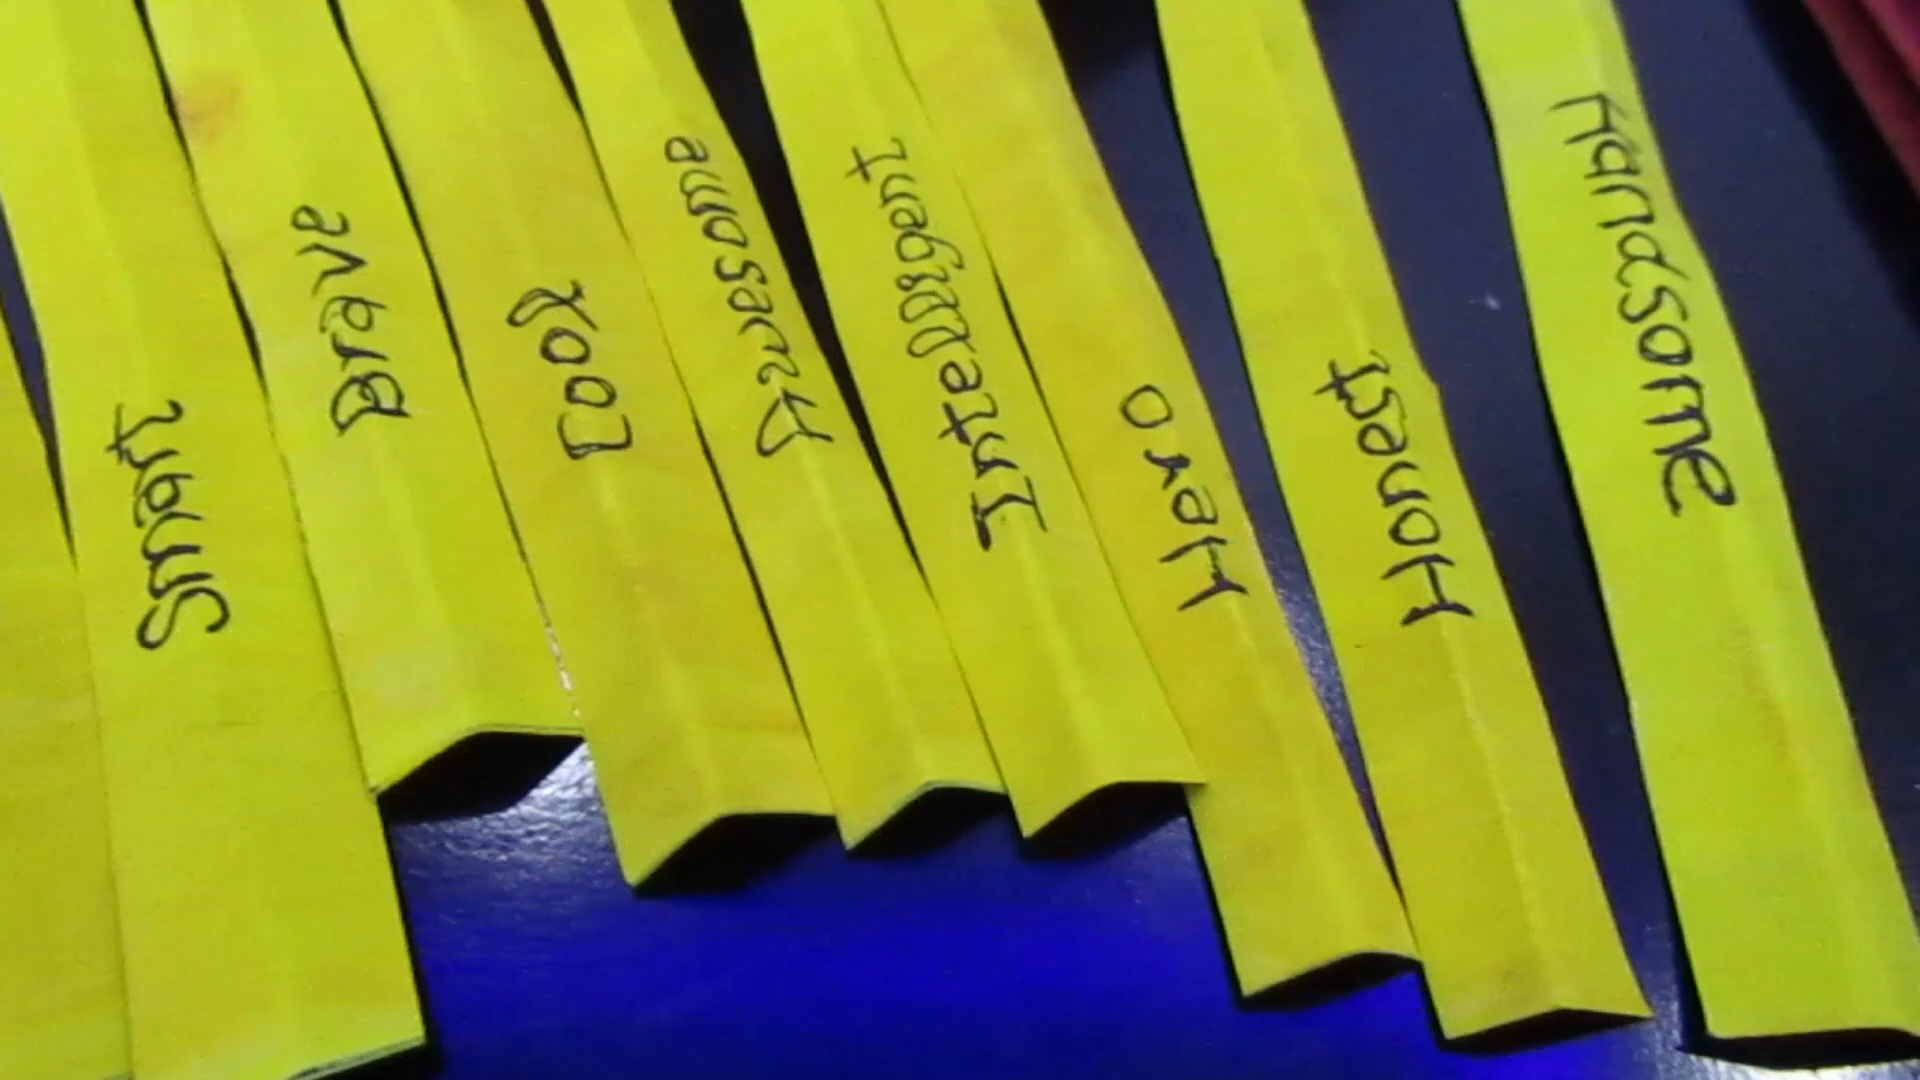 Smart
Brave
Cool
Awesome
Intelligent
Hero
Honest
Handsome